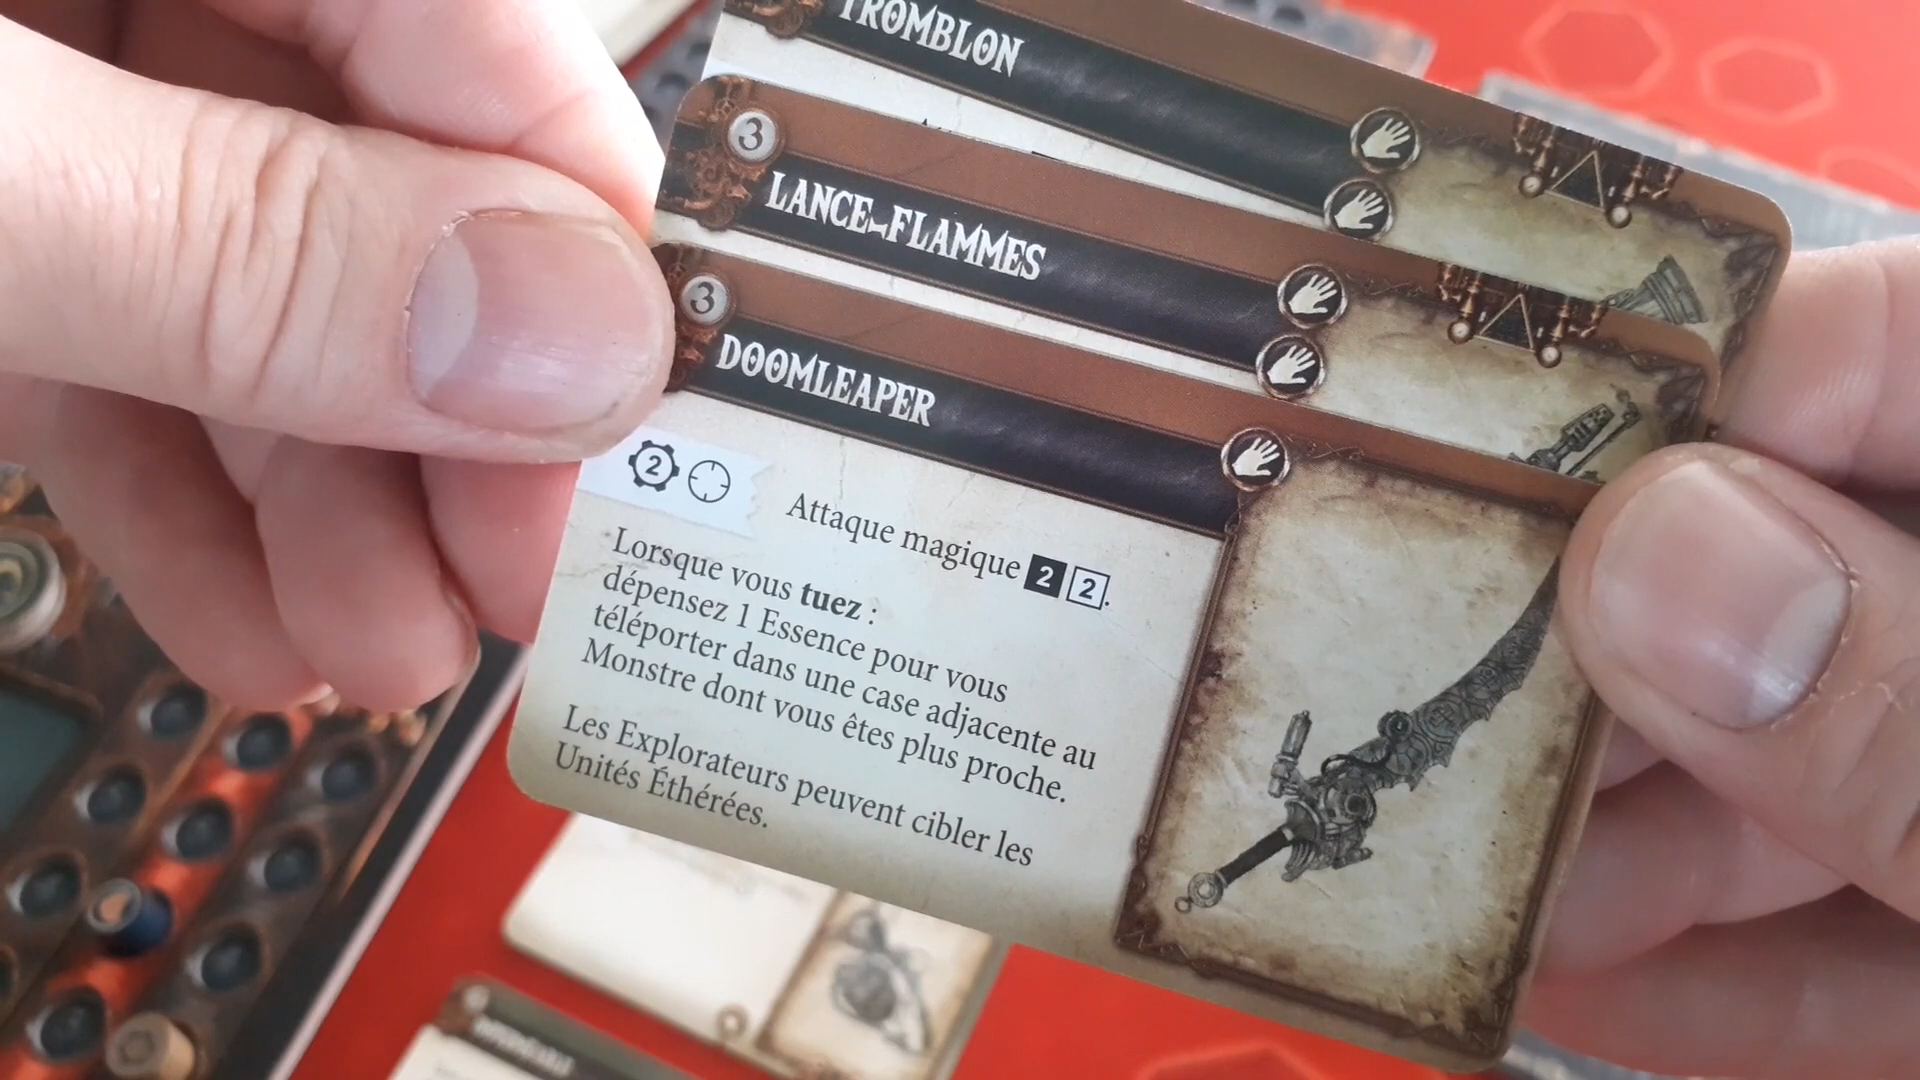 TROMBLON
3
LANCE-FLAMMES
3
DOOMLEAPER
2
Attaque magique 2 2.
Lorsque vous tuez :
dépensez 1 Essence pour vous
téléporter dans une case adjacente au
Monstre dont vous êtes plus proche.
Les Explorateurs peuvent cibler les
Unités Éthérées.